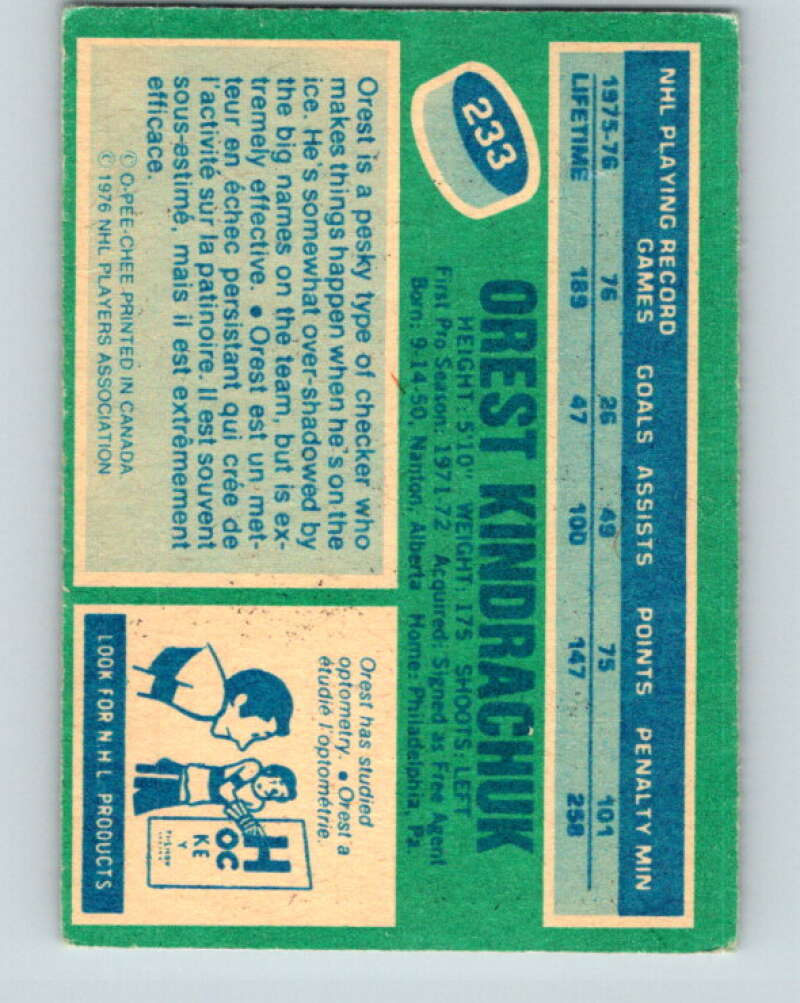 NHL PLAYING RECORD
GAMES GOALS ASSISTS POINTS PENALTY MIN
1975-76 76 26 49 75 101
LIFETIME 189 47 100 147 258
233
OREST KINDRACHUK
HEIGHT: 5'10" WEIGHT: 175 SHOOTS: LEFT
First Pro Season: 1971-72 Acquired: Signed as Free Agent
Born: 9-14-50, Nanton, Alberta Home: Philadelphia, Pa.
Orest is a pesky type of checker who
makes things happen when he's on the
ice. He's somewhat over-shadowed by
the big names on the team, but is ex-
tremely effective. • Orest est un met-
teur en échec persistant qui crée de
l'activité sur la patinoire. Il est souvent
sous-estimé, mais il est extrêmement
efficace.
© O-PEE-CHEE PRINTED IN CANADA
© 1976 NHL PLAYERS ASSOCIATION
Orest has studied
optometry. • Orest a
étudié l'optométrie.
H
OC
KE
Y
LOOK FOR N.H.L. PRODUCTS